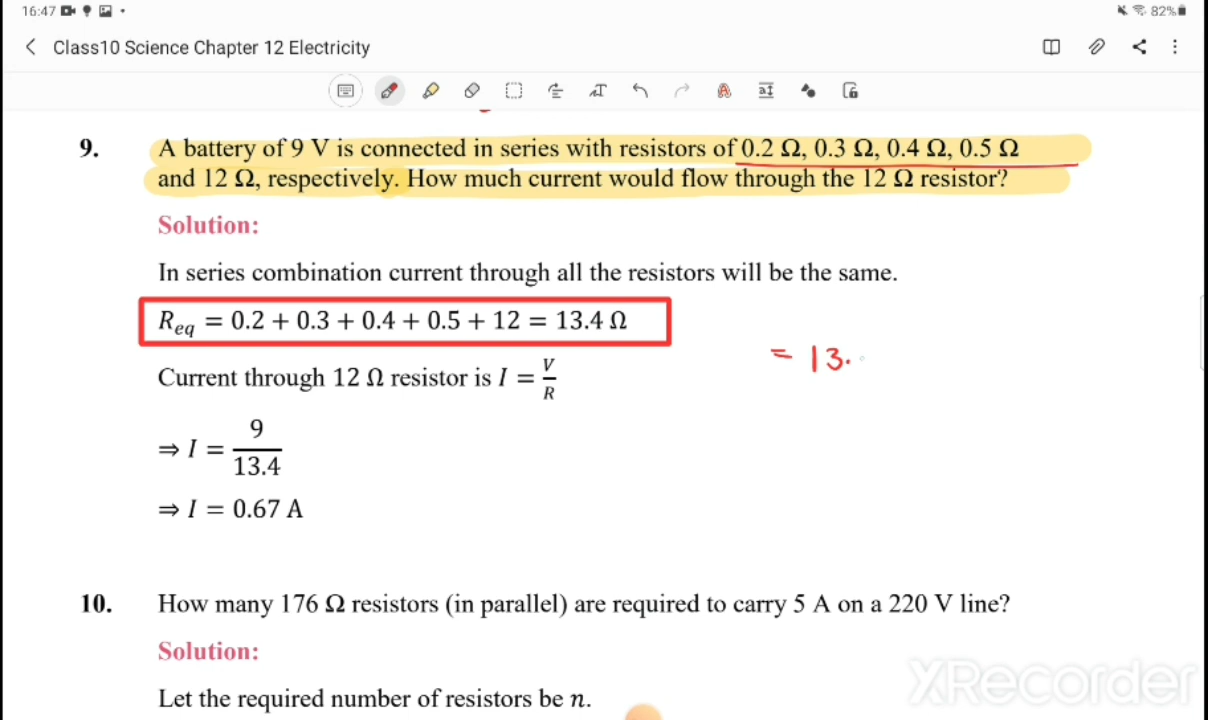 16:47 82%
Class10 Science Chapter 12 Electricity
9. A battery of 9 V is connected in series with resistors of 0.2 Ω, 0.3 Ω, 0.4 Ω, 0.5 Ω
and 12 Ω, respectively. How much current would flow through the 12 Ω resistor?
Solution:
In series combination current through all the resistors will be the same.
R_eq = 0.2 + 0.3 + 0.4 + 0.5 + 12 = 13.4 Ω
= 13.
Current through 12 Ω resistor is I = V/R
⇒ I = 9/13.4
⇒ I = 0.67 A
10. How many 176 Ω resistors (in parallel) are required to carry 5 A on a 220 V line?
Solution:
Let the required number of resistors be n.
XRecorder